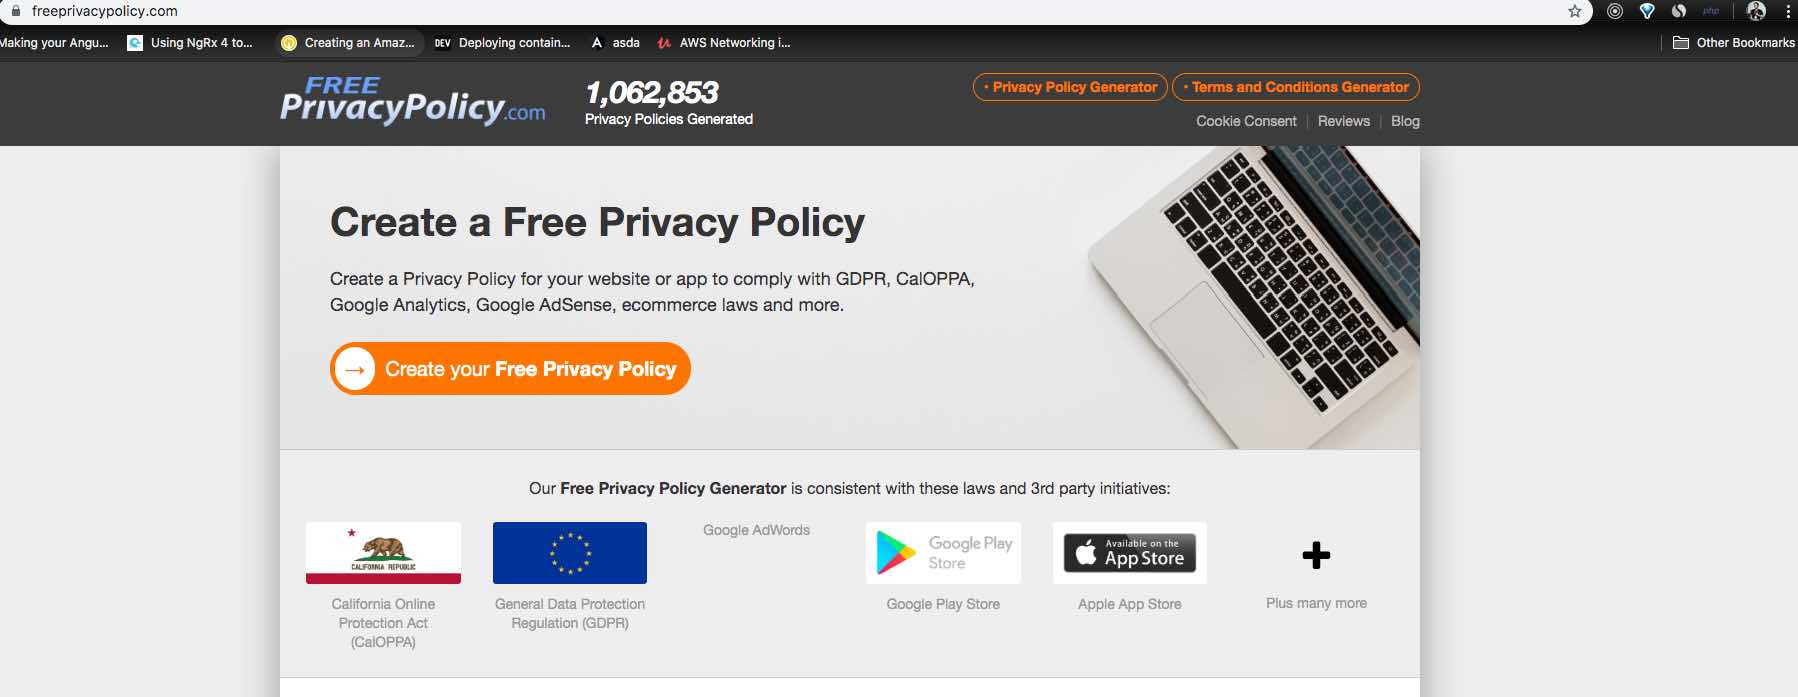 freeprivacypolicy.com
php
Making your Angu...
Using NgRx 4 to...
Creating an Amaz...
DEV Deploying contain...
asda
AWS Networking i...
Other Bookmarks
FREE
PrivacyPolicy.com
1,062,853
Privacy Policies Generated
• Privacy Policy Generator
• Terms and Conditions Generator
Cookie Consent
Reviews
Blog
Create a Free Privacy Policy
Create a Privacy Policy for your website or app to comply with GDPR, CalOPPA,
Google Analytics, Google AdSense, ecommerce laws and more.
→ Create your Free Privacy Policy
Our Free Privacy Policy Generator is consistent with these laws and 3rd party initiatives:
CALIFORNIA REPUBLIC
California Online
Protection Act
(CalOPPA)
General Data Protection
Regulation (GDPR)
Google AdWords
Google Play
Store
Google Play Store
Available on the
App Store
Apple App Store
Plus many more